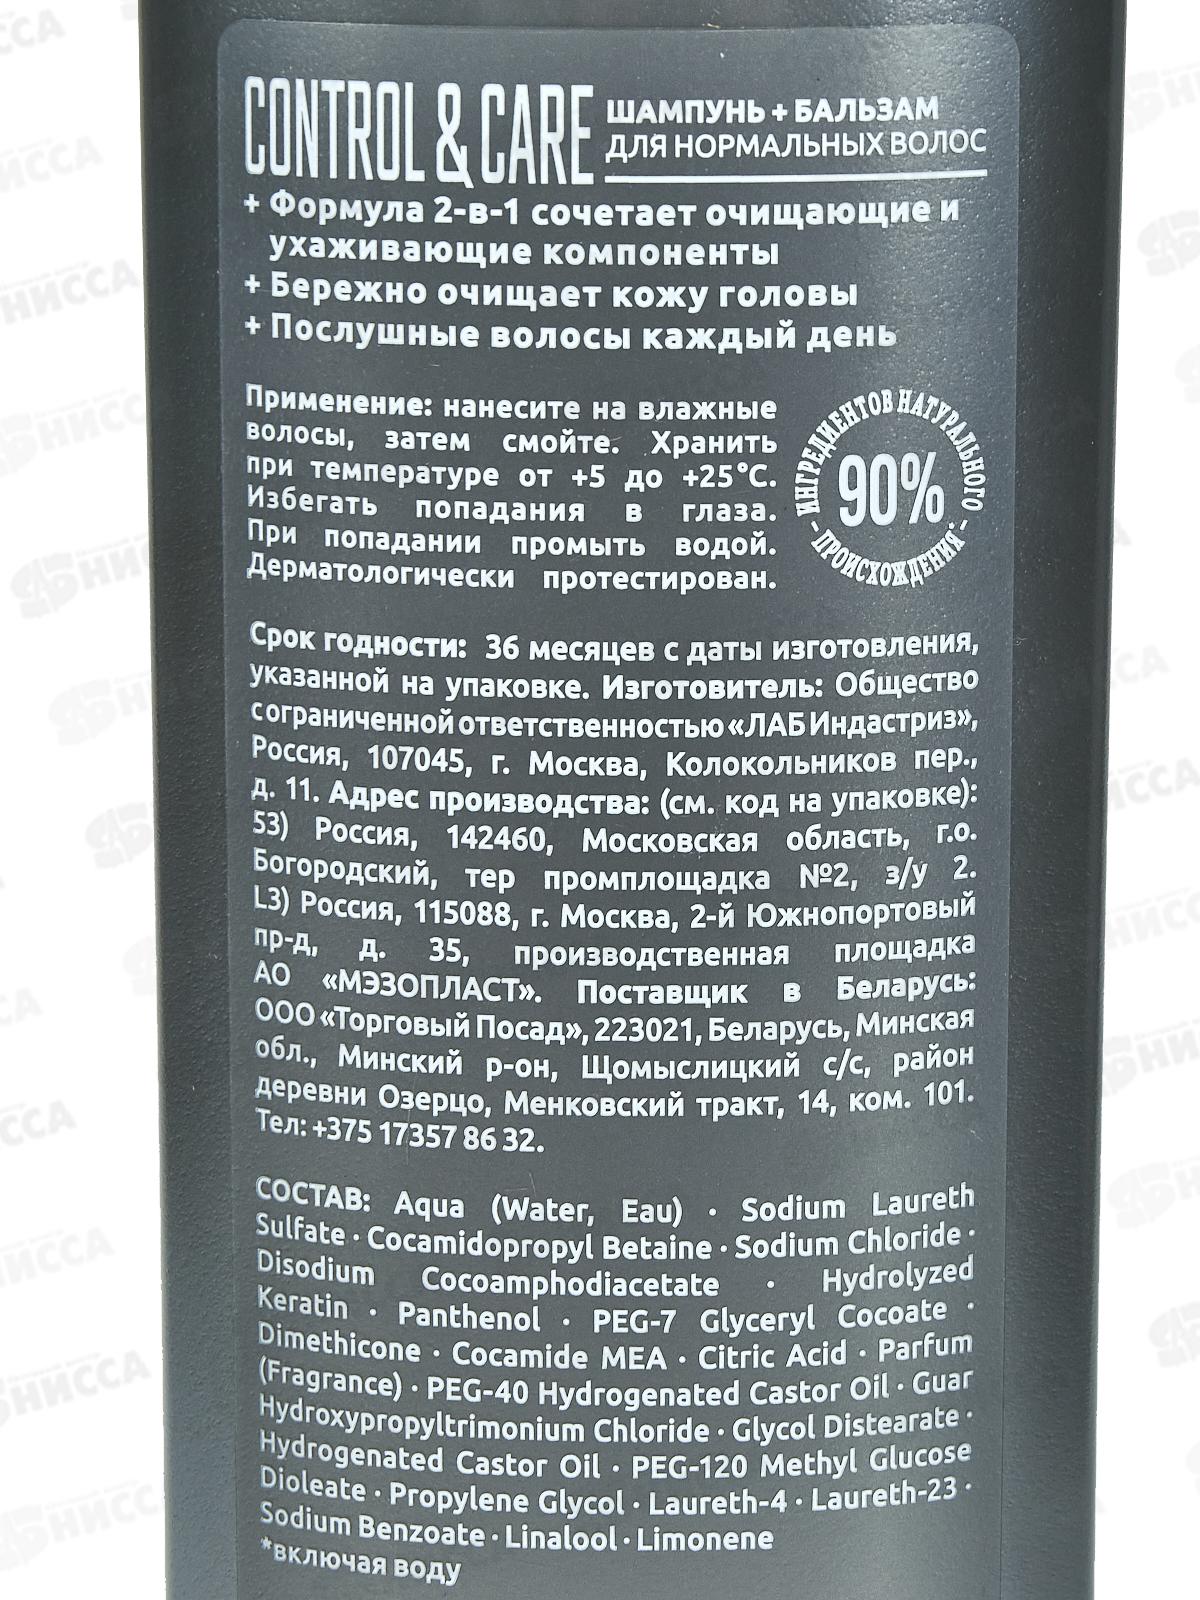 CONTROL & CARE ШАМПУНЬ + БАЛЬЗАМ
ДЛЯ НОРМАЛЬНЫХ ВОЛОС
+ Формула 2-в-1 сочетает очищающие и
ухаживающие компоненты
+ Бережно очищает кожу головы
+ Послушные волосы каждый день
Применение: нанесите на влажные
волосы, затем смойте. Хранить
при температуре от +5 до +25°С.
Избегать попадания в глаза.
При попадании промыть водой.
Дерматологически протестирован.
ИНГРЕДИЕНТОВ НАТУРАЛЬНОГО
90%
- ПРОИСХОЖДЕНИЯ* -
Срок годности: 36 месяцев с даты изготовления,
указанной на упаковке. Изготовитель: Общество
с ограниченной ответственностью «ЛАБ Индастриз»,
Россия, 107045, г. Москва, Колокольников пер.,
д. 11. Адрес производства: (см. код на упаковке):
53) Россия, 142460, Московская область, г.о.
Богородский, тер промплощадка №2, з/у 2.
L3) Россия, 115088, г. Москва, 2-й Южнопортовый
пр-д, д. 35, производственная площадка
АО «МЭЗОПЛАСТ». Поставщик в Беларусь:
ООО «Торговый Посад», 223021, Беларусь, Минская
обл., Минский р-он, Щомыслицкий с/с, район
деревни Озерцо, Менковский тракт, 14, ком. 101.
Тел: +375 17357 86 32.
СОСТАВ: Aqua (Water, Eau) · Sodium Laureth
Sulfate · Cocamidopropyl Betaine · Sodium Chloride ·
Disodium Cocoamphodiacetate · Hydrolyzed
Keratin · Panthenol · PEG-7 Glyceryl Cocoate ·
Dimethicone · Cocamide MEA · Citric Acid · Parfum
(Fragrance) · PEG-40 Hydrogenated Castor Oil · Guar
Hydroxypropyltrimonium Chloride · Glycol Distearate ·
Hydrogenated Castor Oil · PEG-120 Methyl Glucose
Dioleate · Propylene Glycol · Laureth-4 · Laureth-23 ·
Sodium Benzoate · Linalool · Limonene
*включая воду